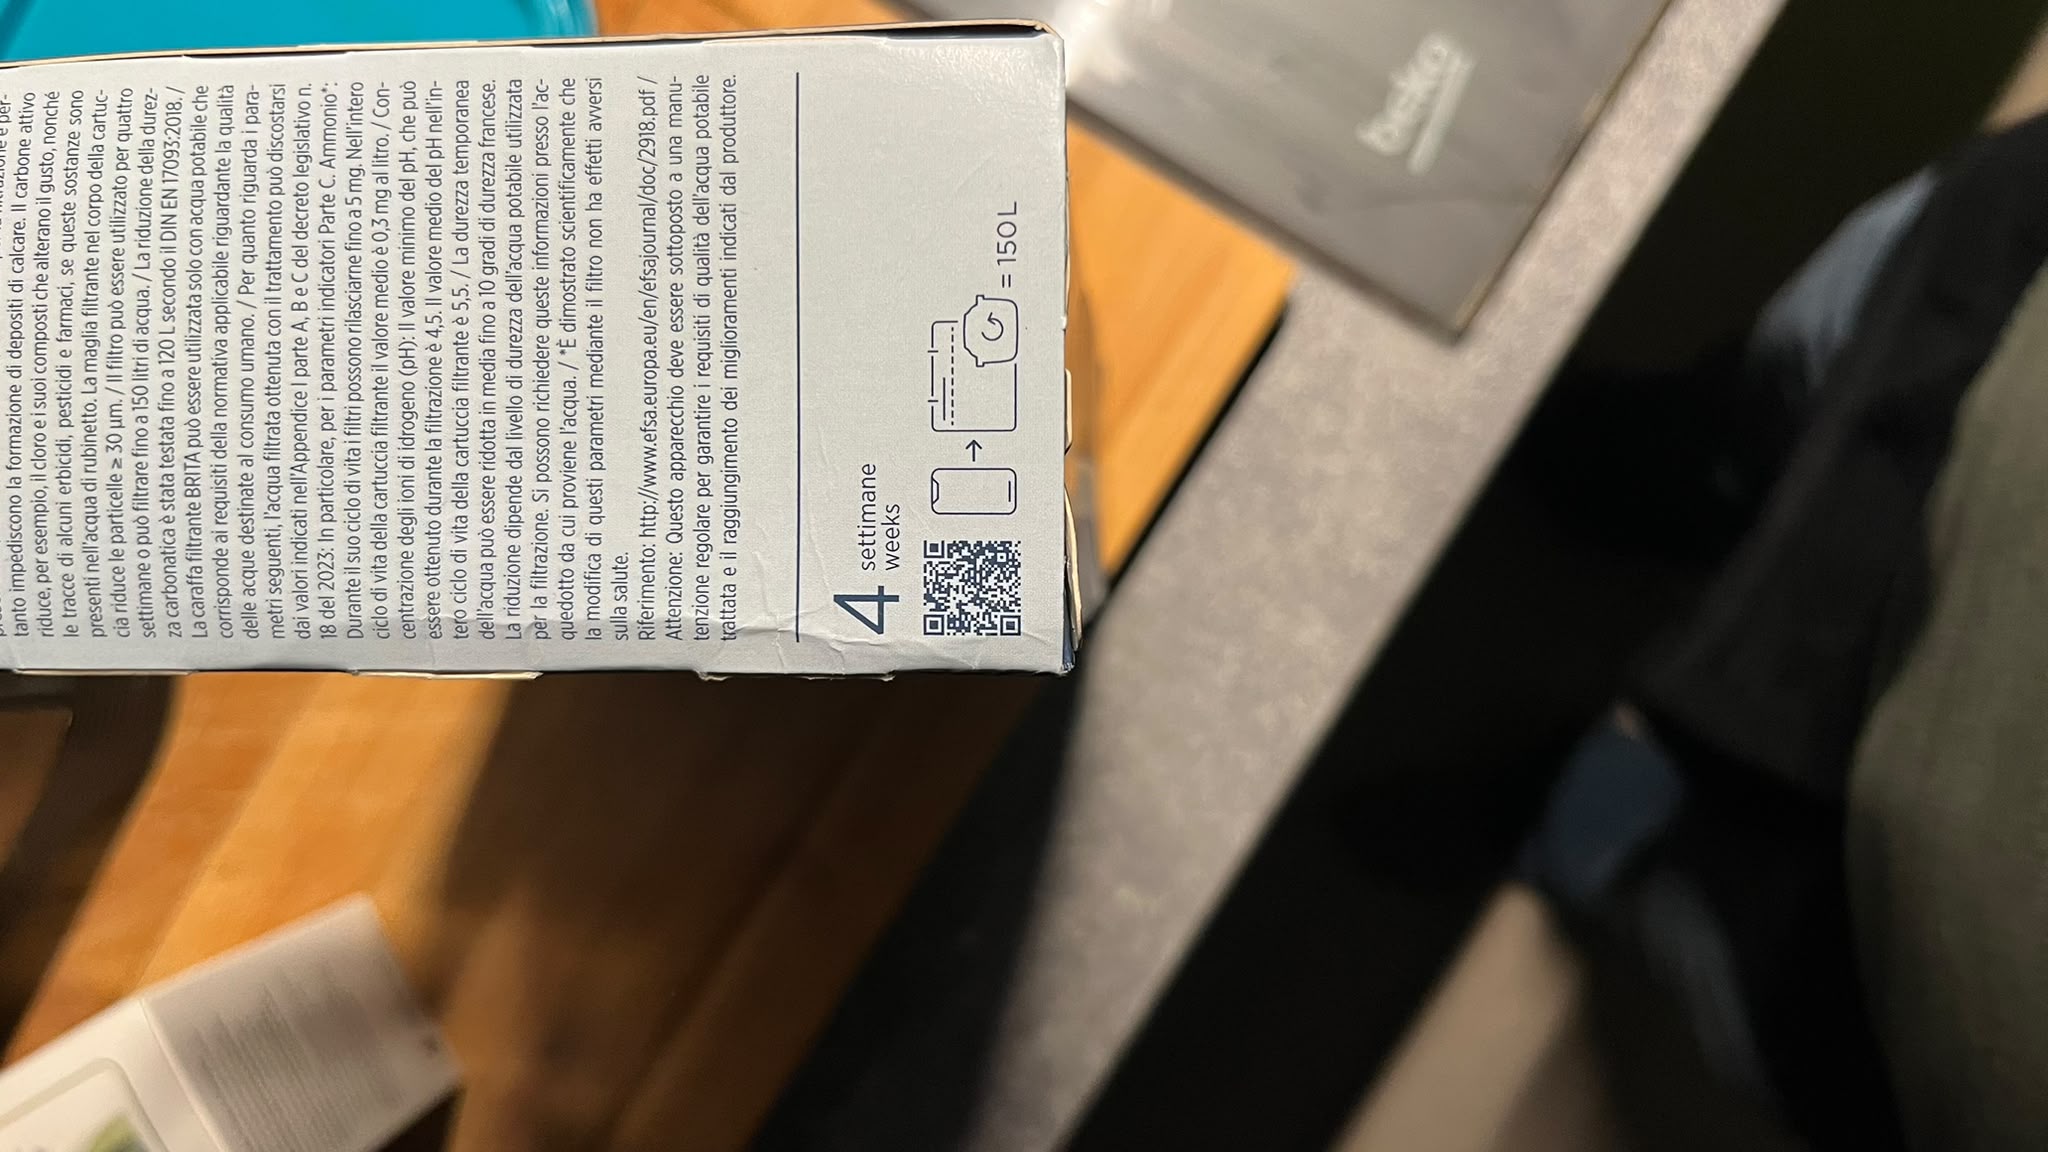 tanto impediscono la formazione di depositi di calcare. Il carbone attivo
riduce, per esempio, il cloro e i suoi composti che alterano il gusto, nonché
le tracce di alcuni erbicidi, pesticidi e farmaci, se queste sostanze sono
presenti nell'acqua di rubinetto. La maglia filtrante nel corpo della cartuc-
cia riduce le particelle ≥ 30 µm. / Il filtro può essere utilizzato per quattro
settimane o può filtrare fino a 150 litri di acqua. / La riduzione della durez-
za carbonatica è stata testata fino a 120 L secondo il DIN EN 17093:2018. /
La caraffa filtrante BRITA può essere utilizzata solo con acqua potabile che
corrisponde ai requisiti della normativa applicabile riguardante la qualità
delle acque destinate al consumo umano. / Per quanto riguarda i para-
metri seguenti, l'acqua filtrata ottenuta con il trattamento può discostarsi
dai valori indicati nell'Appendice I parte A, B e C del decreto legislativo n.
18 del 2023: In particolare, per i parametri indicatori Parte C. Ammonio*:
Durante il suo ciclo di vita i filtri possono rilasciarne fino a 5 mg. Nell'intero
ciclo di vita della cartuccia filtrante il valore medio è 0,3 mg al litro. / Con-
centrazione degli ioni di idrogeno (pH): Il valore minimo del pH, che può
essere ottenuto durante la filtrazione è 4,5. Il valore medio del pH nell'in-
tero ciclo di vita della cartuccia filtrante è 5,5. / La durezza temporanea
dell'acqua può essere ridotta in media fino a 10 gradi di durezza francese.
La riduzione dipende dal livello di durezza dell'acqua potabile utilizzata
per la filtrazione. Si possono richiedere queste informazioni presso l'ac-
quedotto da cui proviene l'acqua. / *È dimostrato scientificamente che
la modifica di questi parametri mediante il filtro non ha effetti avversi
sulla salute.
Riferimento: http://www.efsa.europa.eu/en/efsajournal/doc/2918.pdf /
Attenzione: Questo apparecchio deve essere sottoposto a una manu-
tenzione regolare per garantire i requisiti di qualità dell'acqua potabile
trattata e il raggiungimento dei miglioramenti indicati dal produttore.
4 settimane
weeks
= 150L
beko